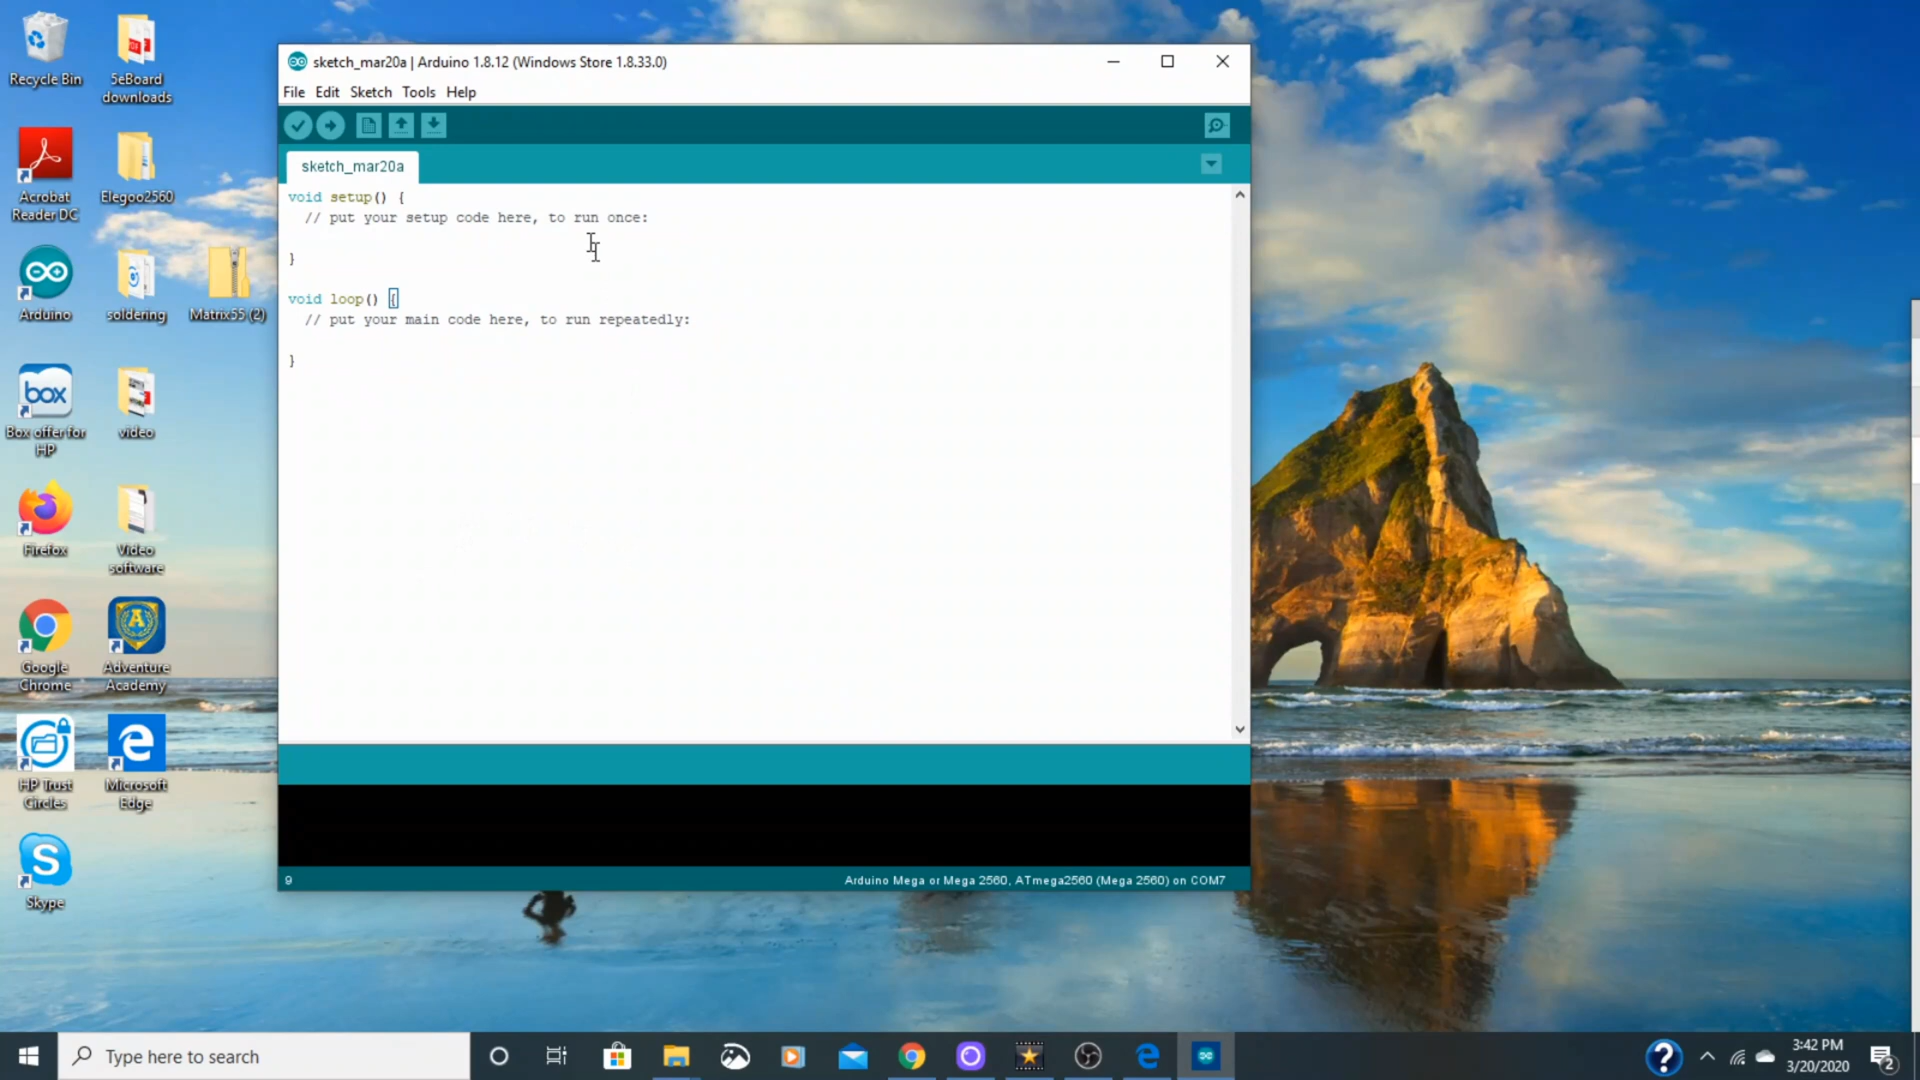 Recycle Bin
5eBoard
downloads
Acrobat
Reader DC
Elegoo2560
Arduino
soldering
Matrix55 (2)
box
Box offer for
HP
video
Firefox
Video
software
Google
Chrome
A
Adventure
Academy
HP Trust
Circles
Microsoft
Edge
S
Skype
sketch_mar20a | Arduino 1.8.12 (Windows Store 1.8.33.0)
File Edit Sketch Tools Help
sketch_mar20a
void setup() {
// put your setup code here, to run once:
}
void loop() {
// put your main code here, to run repeatedly:
}
9
Arduino Mega or Mega 2560, ATmega2560 (Mega 2560) on COM7
Type here to search
?
3:42 PM
3/20/2020
2